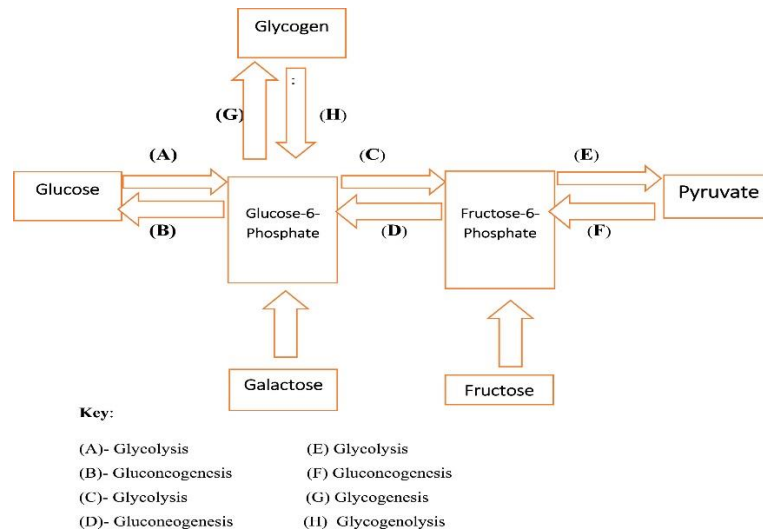 Glycogen
:
(G)
(H)
(A)
(C)
(E)
Glucose
Glucose-6-
Phosphate
Fructose-6-
Phosphate
Pyruvate
(B)
(D)
(F)
Galactose
Fructose
Key:
(A)- Glycolysis (E) Glycolysis
(B)- Gluconeogenesis (F) Gluconeogenesis
(C)- Glycolysis (G) Glycogenesis
(D)- Gluconeogenesis (H) Glycogenolysis